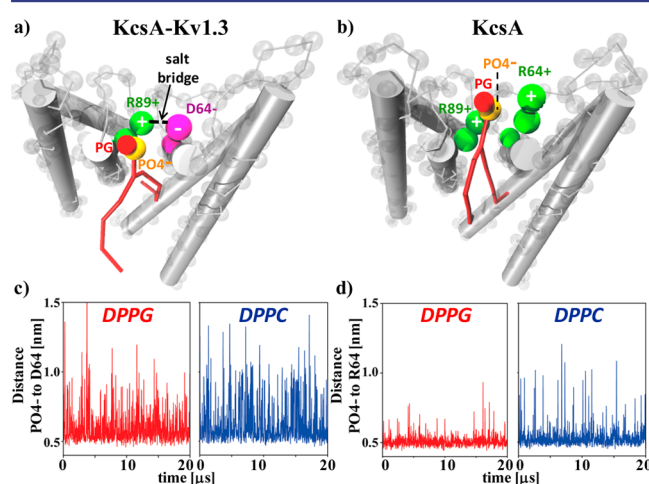 a)
KcsA-Kv1.3
salt
bridge
R89+
D64-
+
-
PG
PO4-
b)
KcsA
PO4-
PG
R64+
R89+
+
+
-
c)
DPPG
DPPC
Distance
PO4- to D64 [nm]
1.5
1.0
0.5
0
10
20
0
10
20
time [μs]
d)
DPPG
DPPC
Distance
PO4- to R64 [nm]
1.5
1.0
0.5
0
10
20
0
10
20
time [μs]